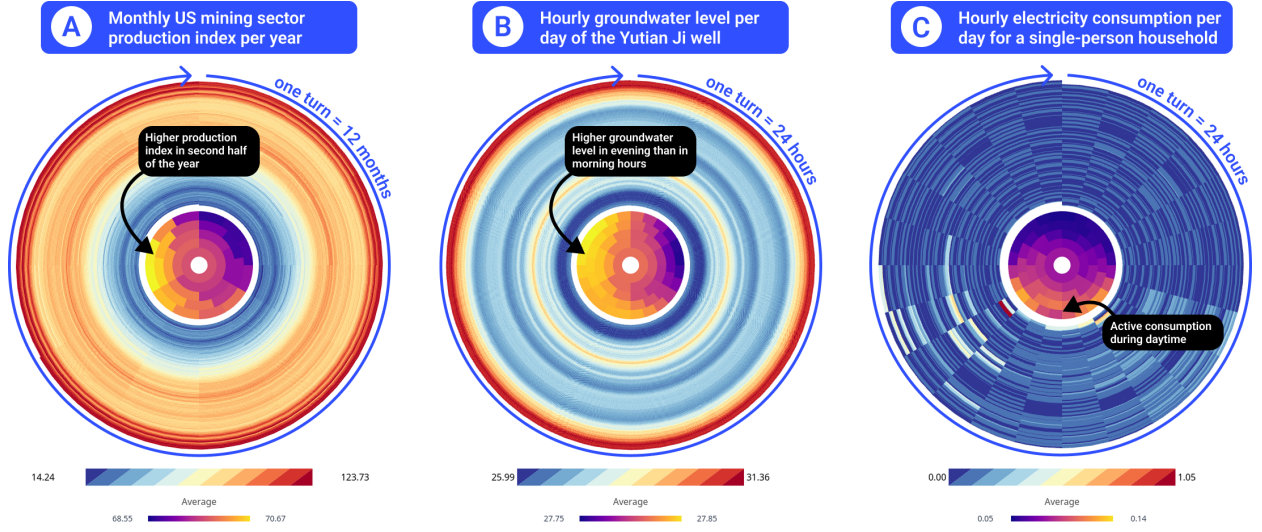 A
Monthly US mining sector
production index per year
one turn = 12 months
Higher production
index in second half
of the year
14.24
123.73
Average
68.55
70.67
B
Hourly groundwater level per
day of the Yutian Ji well
one turn = 24 hours
Higher groundwater
level in evening than in
morning hours
25.99
31.36
Average
27.75
27.85
C
Hourly electricity consumption per
day for a single-person household
one turn = 24 hours
Active consumption
during daytime
0.00
1.05
Average
0.05
0.14